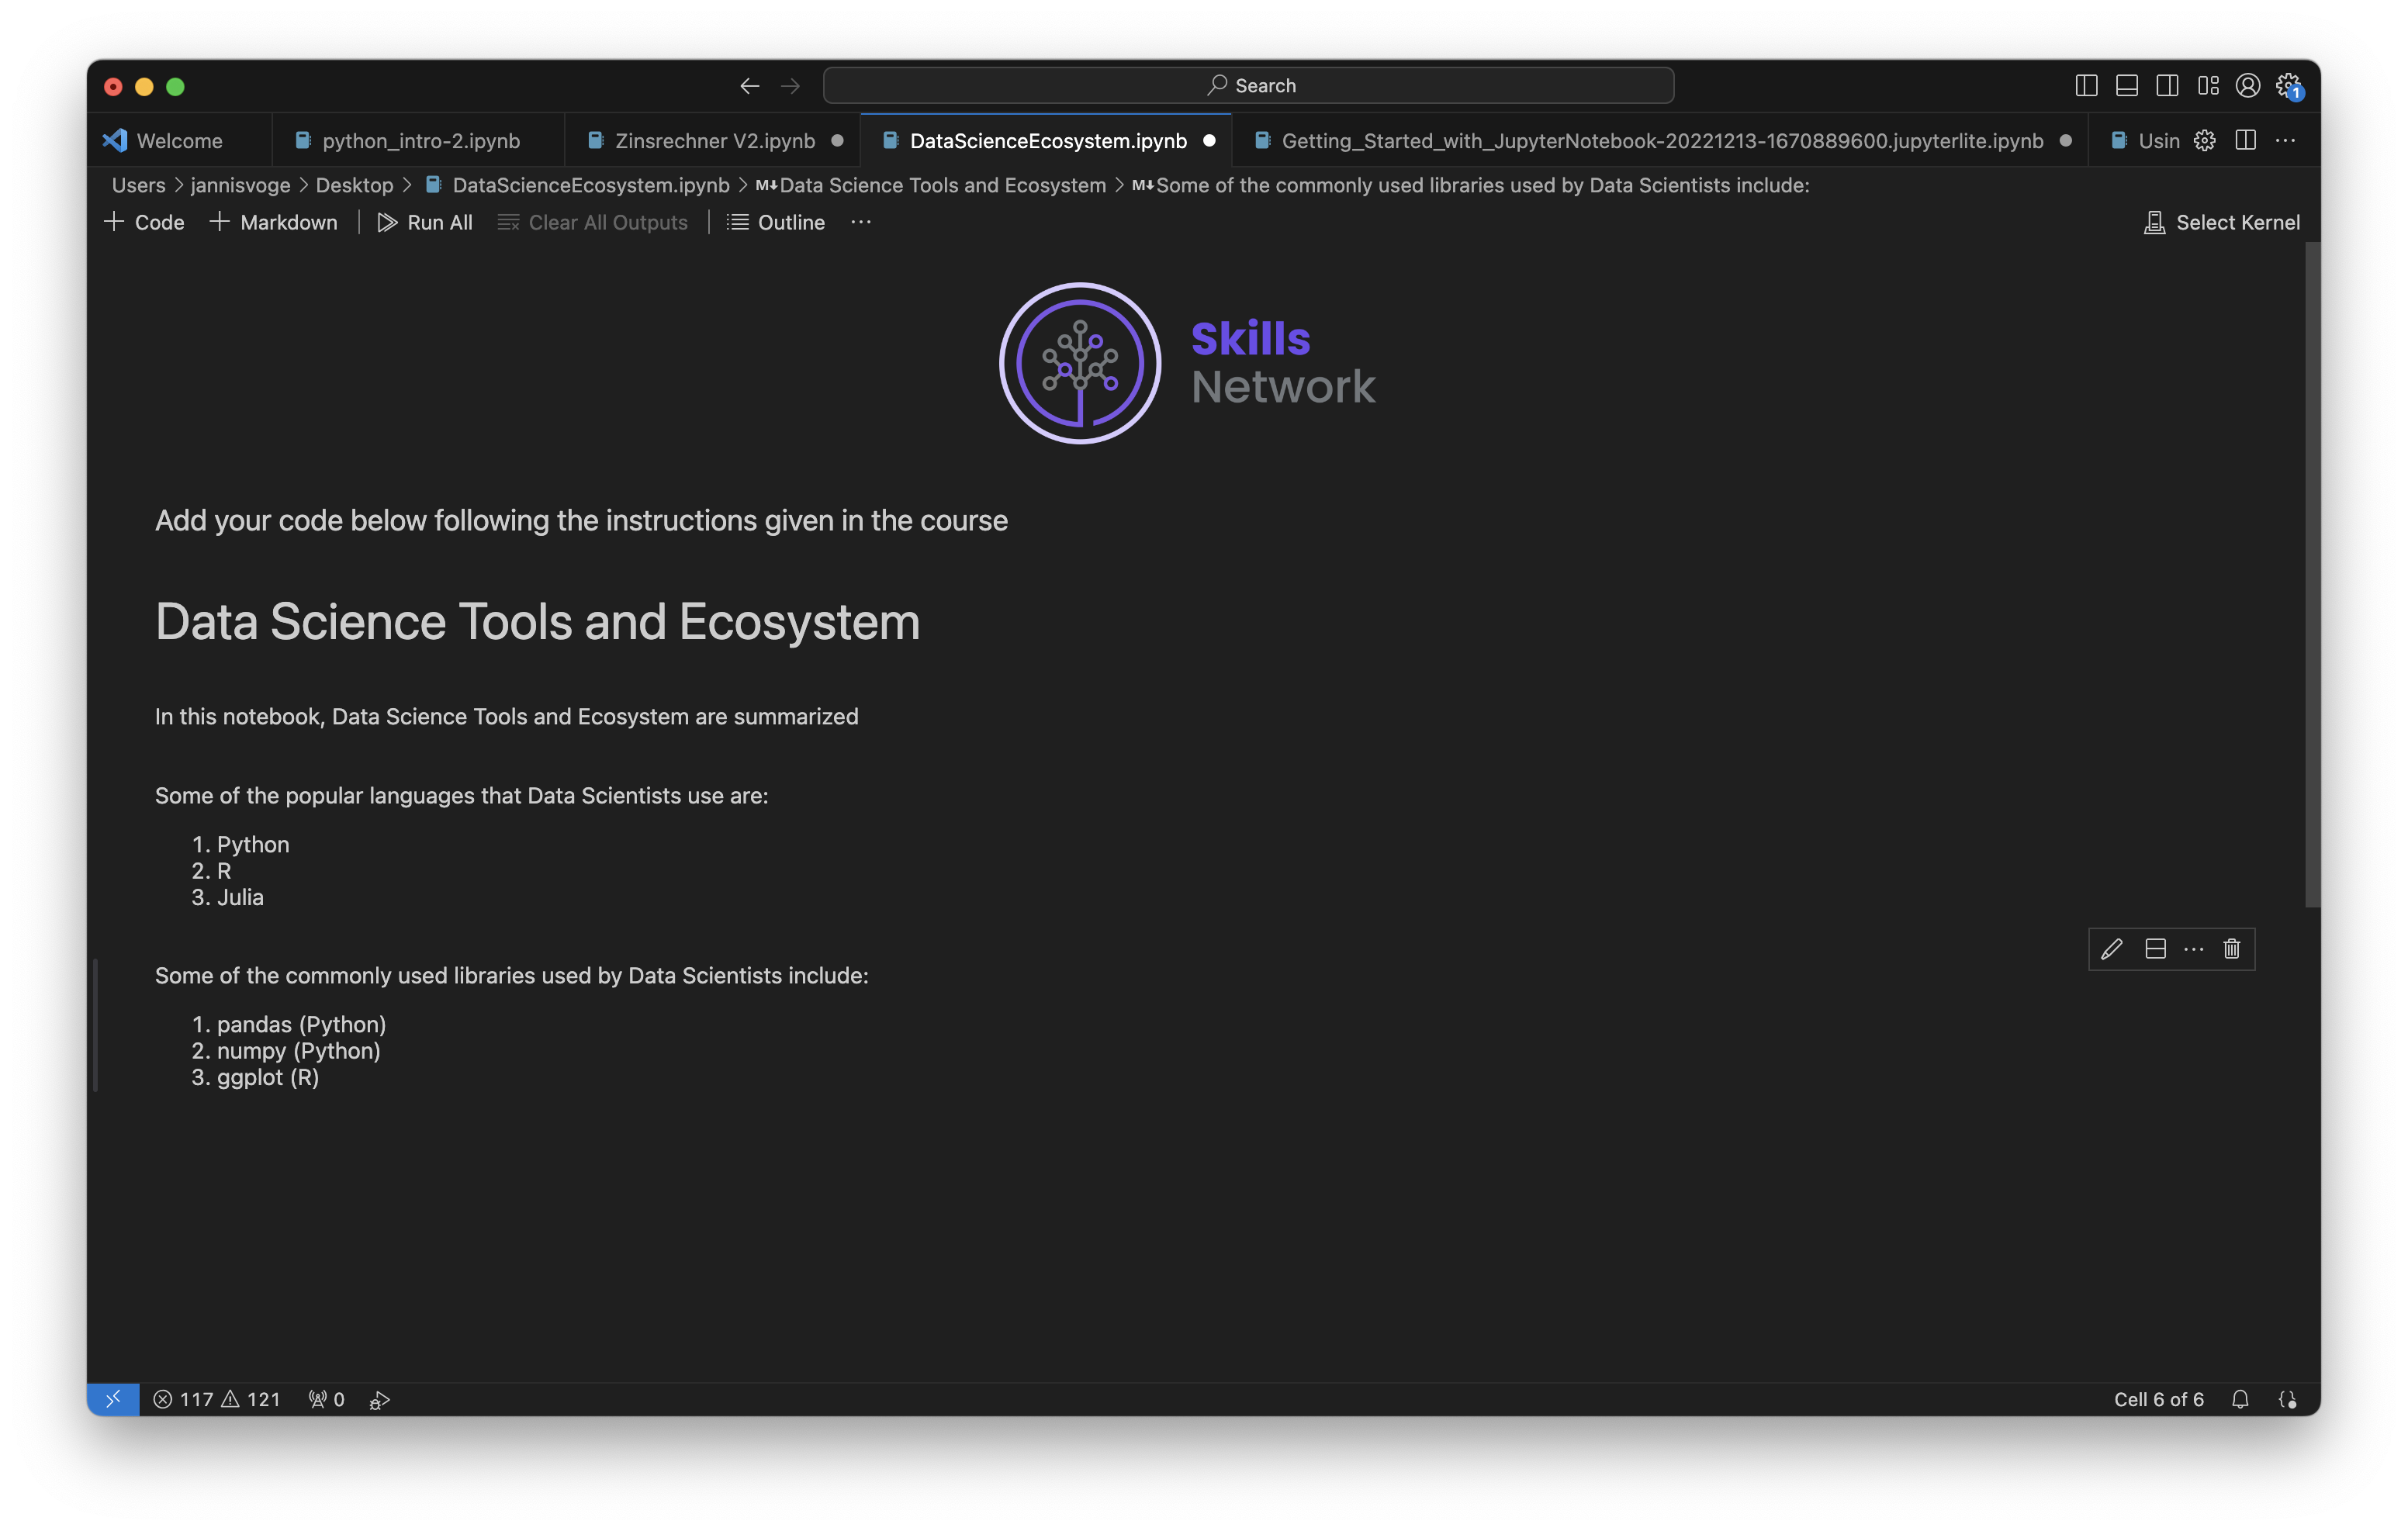 Search
1
Welcome
python_intro-2.ipynb
Zinsrechner V2.ipynb
DataScienceEcosystem.ipynb
Getting_Started_with_JupyterNotebook-20221213-1670889600.jupyterlite.ipynb
Usin
Users > jannisvoge > Desktop > DataScienceEcosystem.ipynb > M↓Data Science Tools and Ecosystem > M↓Some of the commonly used libraries used by Data Scientists include:
+ Code + Markdown | Run All Clear All Outputs | Outline ···
Select Kernel
Skills
Network
Add your code below following the instructions given in the course
Data Science Tools and Ecosystem
In this notebook, Data Science Tools and Ecosystem are summarized
Some of the popular languages that Data Scientists use are:
1. Python
2. R
3. Julia
Some of the commonly used libraries used by Data Scientists include:
1. pandas (Python)
2. numpy (Python)
3. ggplot (R)
117 121 0
Cell 6 of 6